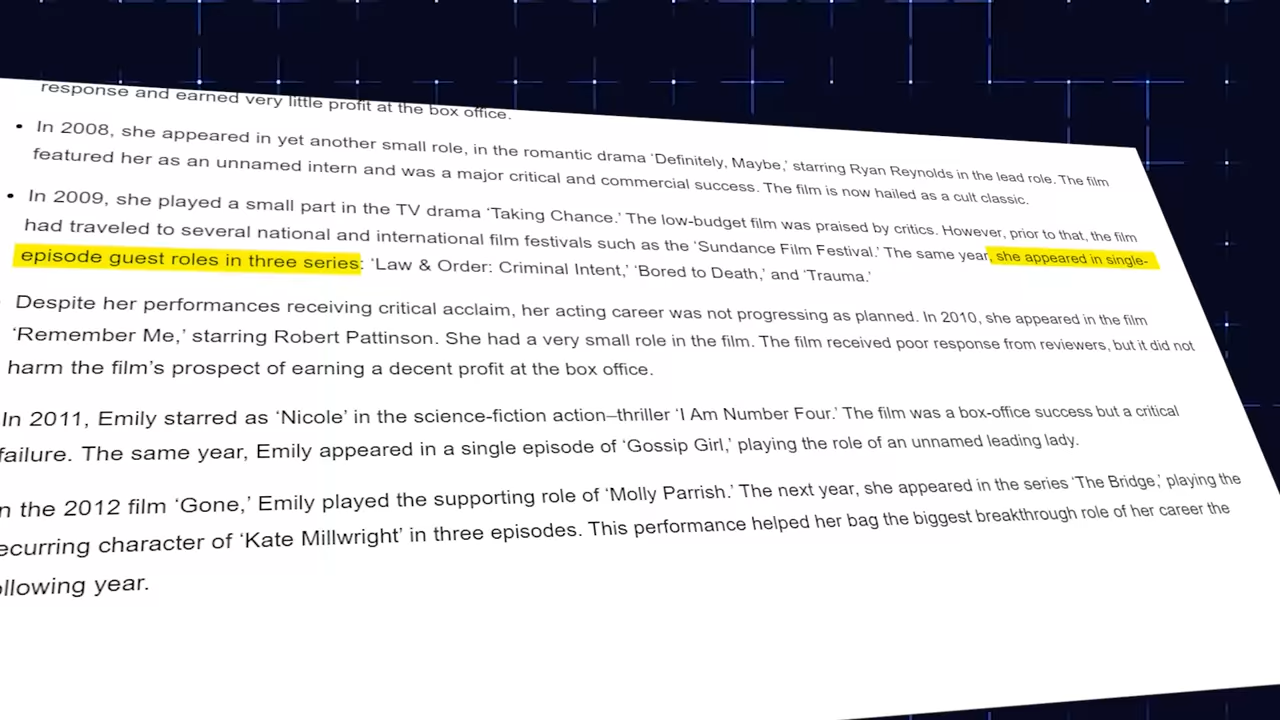 response and earned very little profit at the box office.
• In 2008, she appeared in yet another small role, in the romantic drama ‘Definitely, Maybe,’ starring Ryan Reynolds in the lead role. The film
featured her as an unnamed intern and was a major critical and commercial success. The film is now hailed as a cult classic.
• In 2009, she played a small part in the TV drama ‘Taking Chance.’ The low-budget film was praised by critics. However, prior to that, the film
had traveled to several national and international film festivals such as the ‘Sundance Film Festival.’ The same year, she appeared in single-
episode guest roles in three series: ‘Law & Order: Criminal Intent,’ ‘Bored to Death,’ and ‘Trauma.’
Despite her performances receiving critical acclaim, her acting career was not progressing as planned. In 2010, she appeared in the film
‘Remember Me,’ starring Robert Pattinson. She had a very small role in the film. The film received poor response from reviewers, but it did not
harm the film’s prospect of earning a decent profit at the box office.
In 2011, Emily starred as ‘Nicole’ in the science-fiction action–thriller ‘I Am Number Four.’ The film was a box-office success but a critical
failure. The same year, Emily appeared in a single episode of ‘Gossip Girl,’ playing the role of an unnamed leading lady.
n the 2012 film ‘Gone,’ Emily played the supporting role of ‘Molly Parrish.’ The next year, she appeared in the series ‘The Bridge,’ playing the
ecurring character of ‘Kate Millwright’ in three episodes. This performance helped her bag the biggest breakthrough role of her career the
ollowing year.